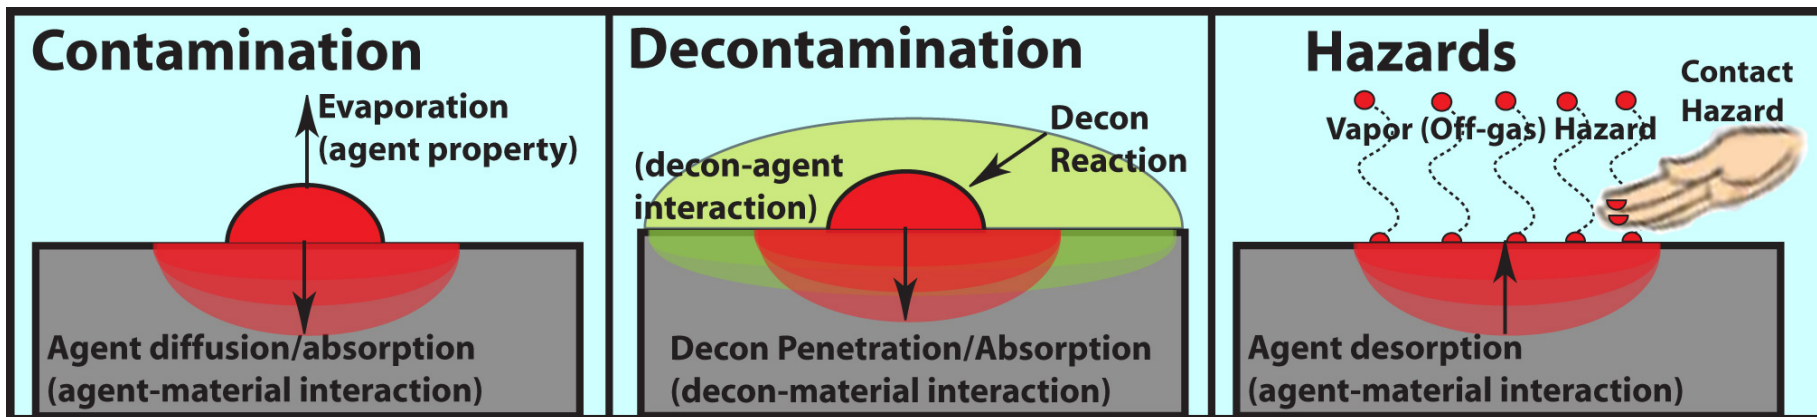 Contamination
Evaporation
(agent property)
Agent diffusion/absorption
(agent-material interaction)
Decontamination
Decon
Reaction
(decon-agent
interaction)
Decon Penetration/Absorption
(decon-material interaction)
Hazards
Contact
Hazard
Vapor (Off-gas) Hazard
Agent desorption
(agent-material interaction)